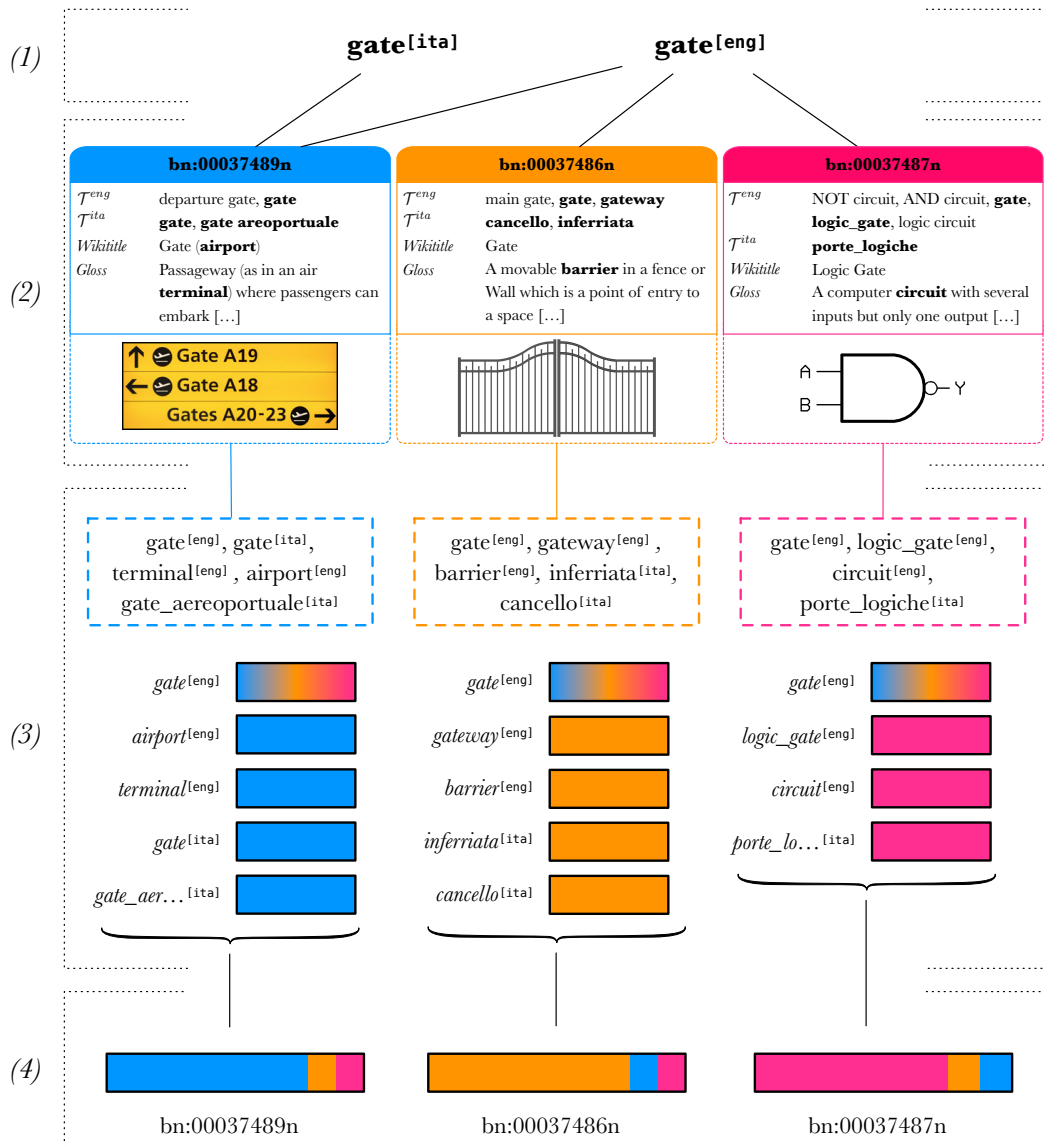 (1)
gate[ita]
gate[eng]
(2)
bn:00037489n
T^eng departure gate, gate
T^ita gate, gate areoportuale
Wikititle Gate (airport)
Gloss Passageway (as in an air
terminal) where passengers can
embark […]
Gate A19
Gate A18
Gates A20-23
bn:00037486n
T^eng main gate, gate, gateway
T^ita cancello, inferriata
Wikititle Gate
Gloss A movable barrier in a fence or
Wall which is a point of entry to
a space […]
bn:00037487n
T^eng NOT circuit, AND circuit, gate,
logic_gate, logic circuit
T^ita porte_logiche
Wikititle Logic Gate
Gloss A computer circuit with several
inputs but only one output […]
A
B
Y
(3)
gate[eng], gate[ita],
terminal[eng] , airport[eng]
gate_aereoportuale[ita]
gate[eng], gateway[eng] ,
barrier[eng], inferriata[ita],
cancello[ita]
gate[eng], logic_gate[eng],
circuit[eng],
porte_logiche[ita]
gate[eng]
airport[eng]
terminal[eng]
gate[ita]
gate_aer…[ita]
gate[eng]
gateway[eng]
barrier[eng]
inferriata[ita]
cancello[ita]
gate[eng]
logic_gate[eng]
circuit[eng]
porte_lo…[ita]
(4)
bn:00037489n
bn:00037486n
bn:00037487n